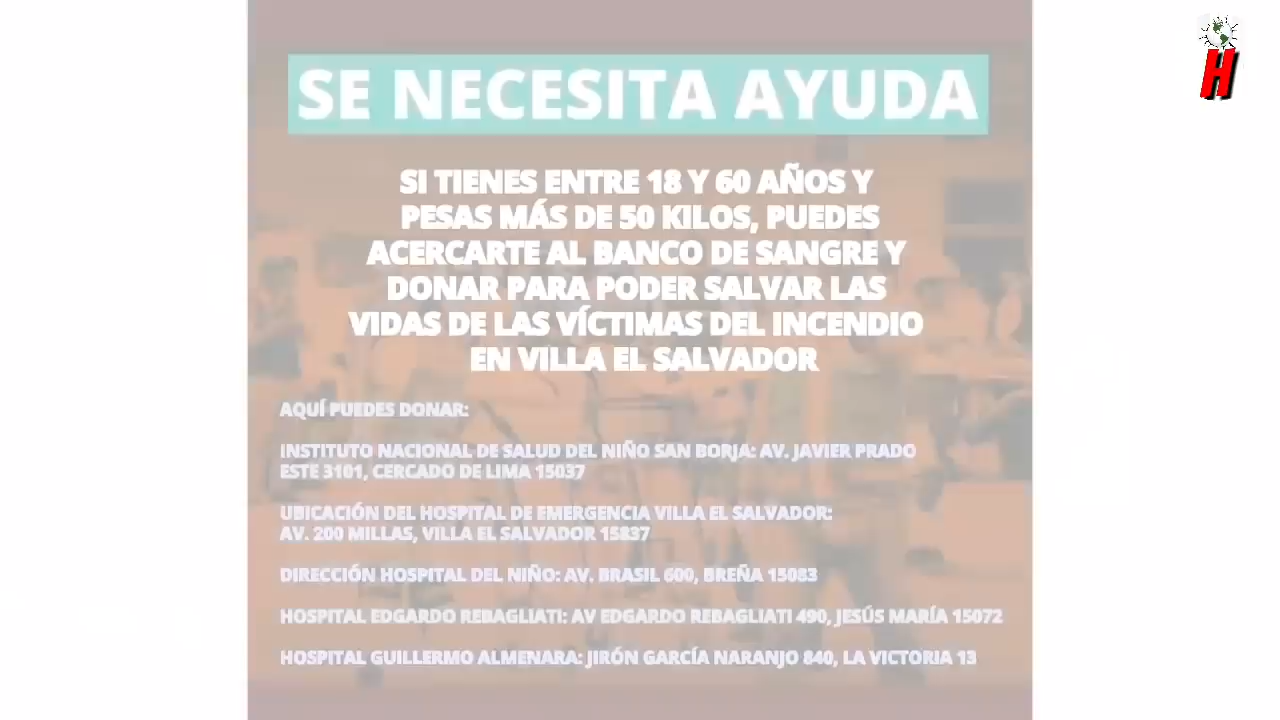 H
SE NECESITA AYUDA
SI TIENES ENTRE 18 Y 60 AÑOS Y
PESAS MÁS DE 50 KILOS, PUEDES
ACERCARTE AL BANCO DE SANGRE Y
DONAR PARA PODER SALVAR LAS
VIDAS DE LAS VÍCTIMAS DEL INCENDIO
EN VILLA EL SALVADOR
AQUÍ PUEDES DONAR:
INSTITUTO NACIONAL DE SALUD DEL NIÑO SAN BORJA: AV. JAVIER PRADO
ESTE 3101, CERCADO DE LIMA 15037
UBICACIÓN DEL HOSPITAL DE EMERGENCIA VILLA EL SALVADOR:
AV. 200 MILLAS, VILLA EL SALVADOR 15837
DIRECCIÓN HOSPITAL DEL NIÑO: AV. BRASIL 600, BREÑA 15083
HOSPITAL EDGARDO REBAGLIATI: AV EDGARDO REBAGLIATI 490, JESÚS MARÍA 15072
HOSPITAL GUILLERMO ALMENARA: JIRÓN GARCÍA NARANJO 840, LA VICTORIA 13